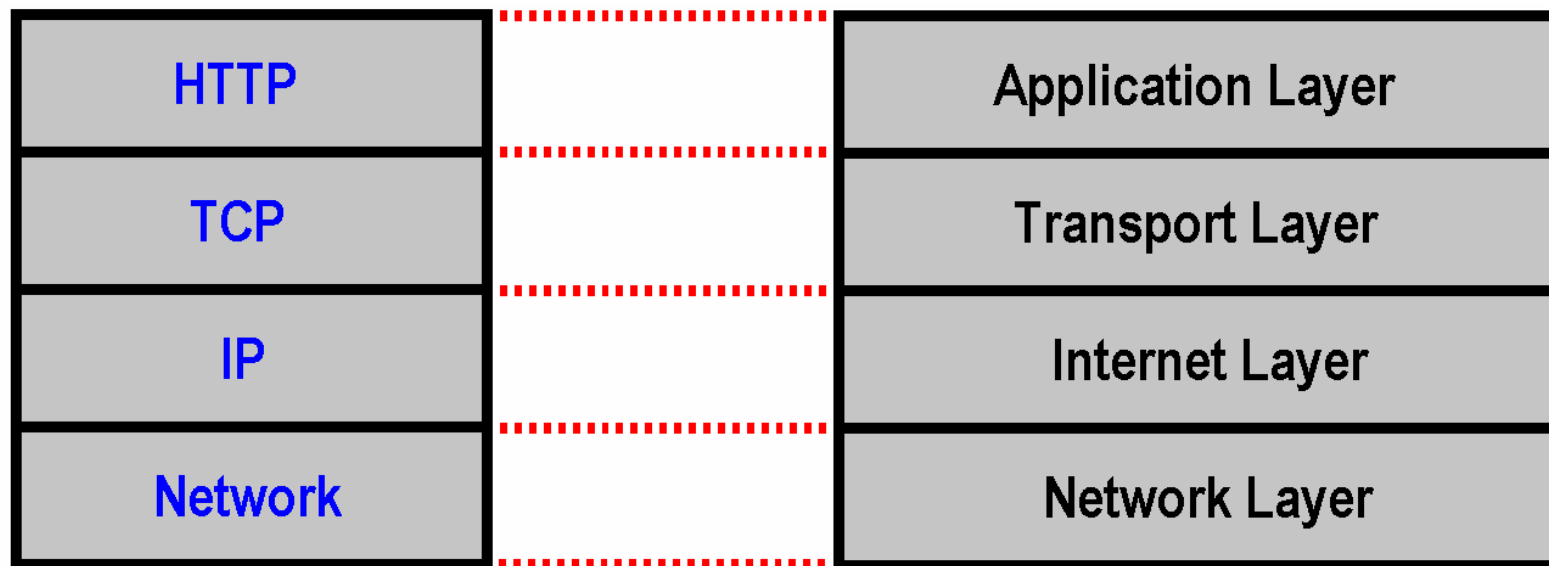 HTTP
Application Layer
TCP
Transport Layer
IP
Internet Layer
Network
Network Layer